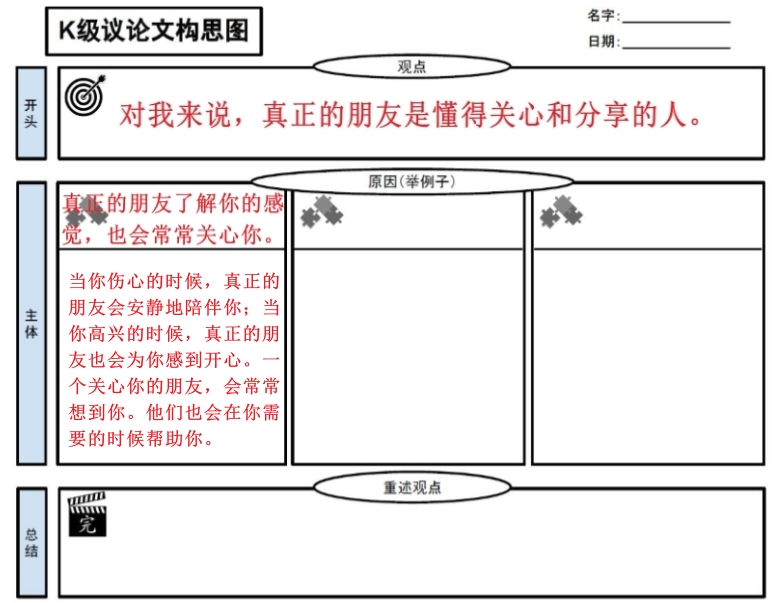 K级议论文构思图
名字:
日期:
观点
开头
对我来说，真正的朋友是懂得关心和分享的人。
原因(举例子)
主体
真正的朋友了解你的感
觉，也会常常关心你。
当你伤心的时候，真正的
朋友会安静地陪伴你；当
你高兴的时候，真正的朋
友也会为你感到开心。一
个关心你的朋友，会常常
想到你。他们也会在你需
要的时候帮助你。
重述观点
总结
完